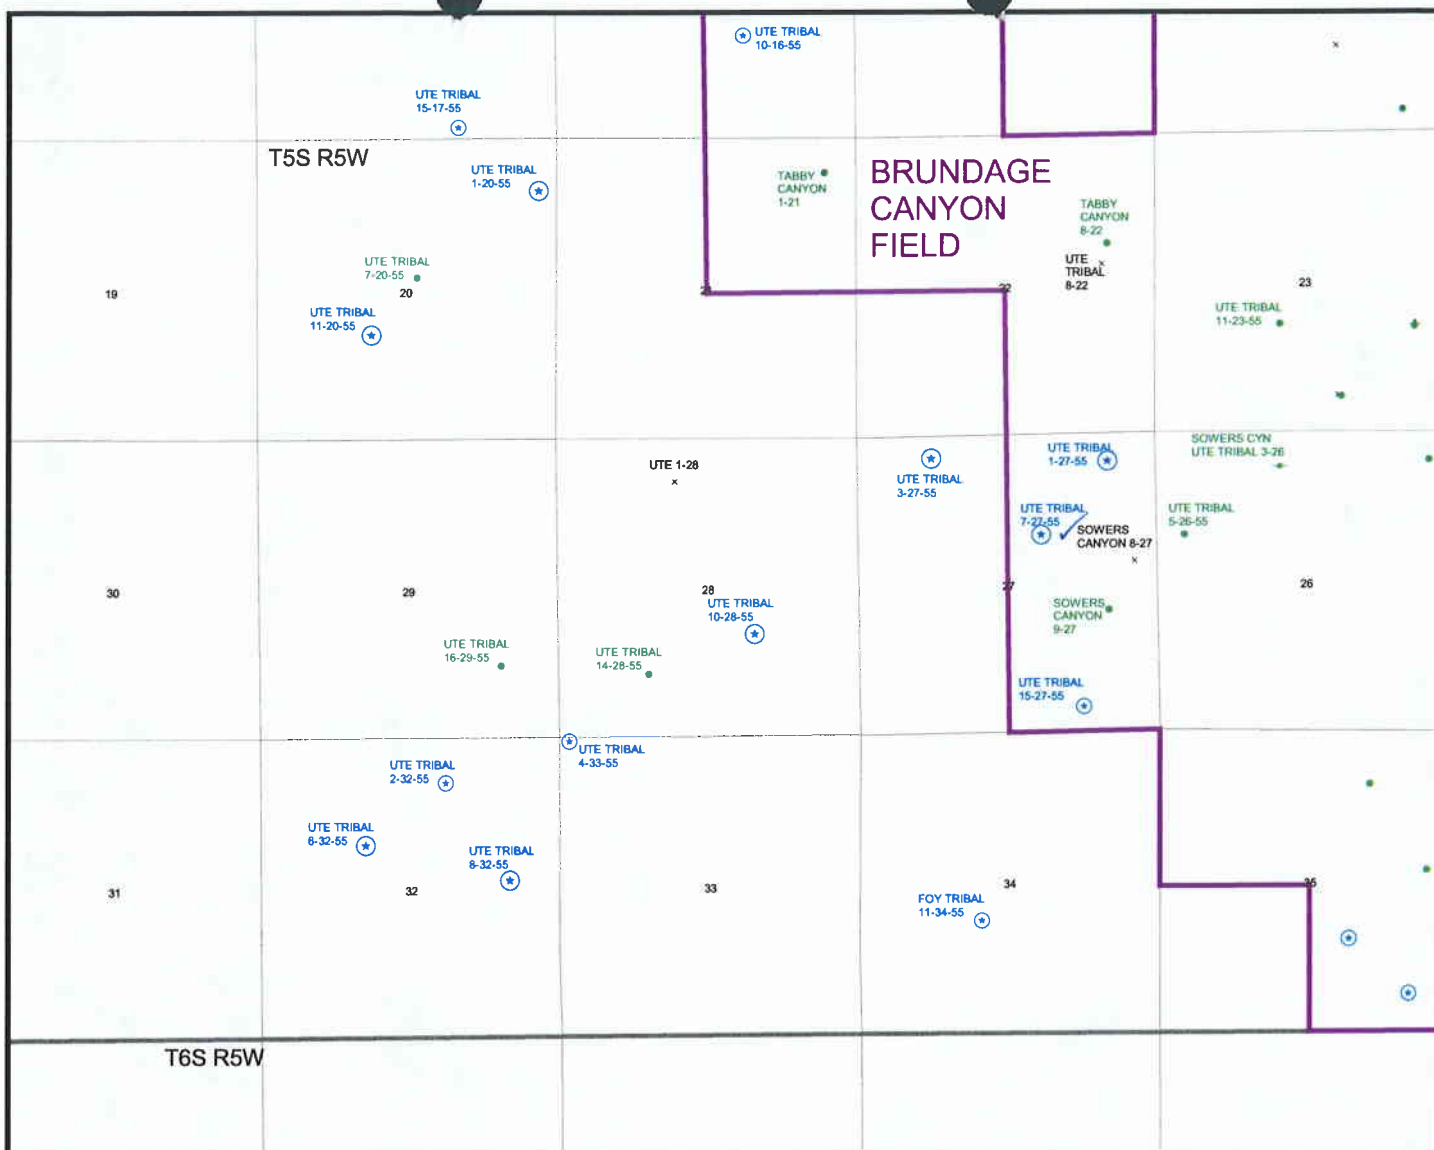 UTE TRIBAL
10-16-55
UTE TRIBAL
15-17-55
T5S R5W
UTE TRIBAL
1-20-55
TABBY
CANYON
1-21
BRUNDAGE
CANYON
FIELD
TABBY
CANYON
8-22
UTE
TRIBAL
8-22
UTE TRIBAL
7-20-55
19
20
21
22
23
UTE TRIBAL
11-20-55
UTE TRIBAL
11-23-55
UTE 1-28
UTE TRIBAL
3-27-55
UTE TRIBAL
1-27-55
SOWERS CYN
UTE TRIBAL 3-26
UTE TRIBAL
7-27-55
SOWERS
CANYON 8-27
UTE TRIBAL
5-26-55
30
29
28
27
26
UTE TRIBAL
10-28-55
SOWERS
CANYON
9-27
UTE TRIBAL
16-29-55
UTE TRIBAL
14-28-55
UTE TRIBAL
15-27-55
UTE TRIBAL
4-33-55
UTE TRIBAL
2-32-55
UTE TRIBAL
6-32-55
UTE TRIBAL
8-32-55
31
32
33
34
35
FOY TRIBAL
11-34-55
T6S R5W